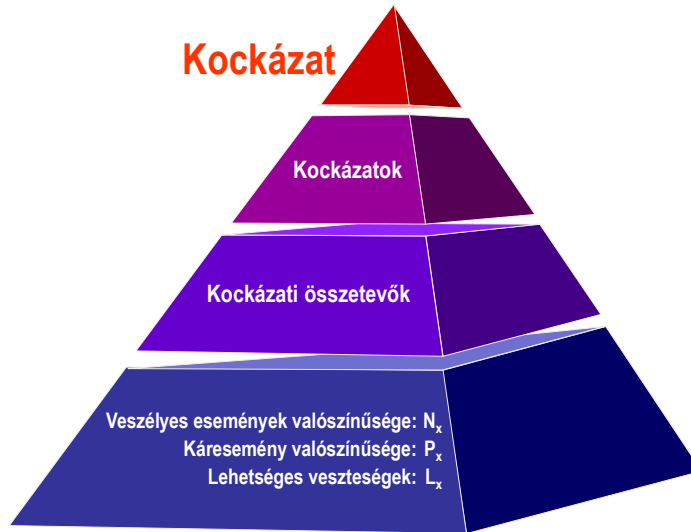 Kockázat
Kockázatok
Kockázati összetevők
Veszélyes események valószínűsége: Nx
Káresemény valószínűsége: Px
Lehetséges veszteségek: Lx